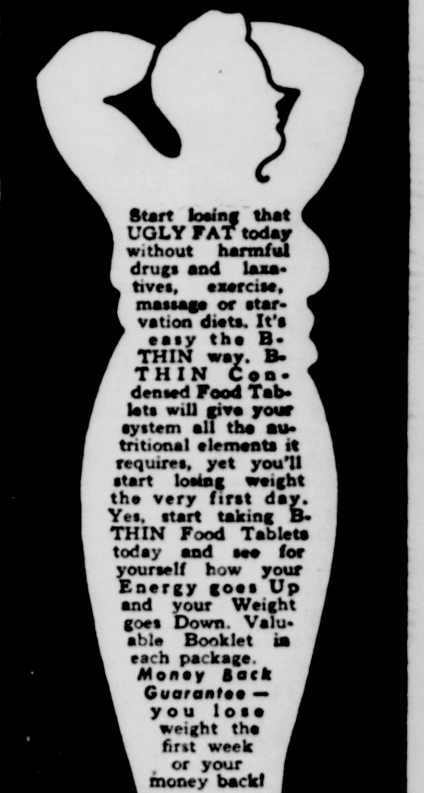 Start losing that
UGLY FAT today
without harmful
drugs and laxa-
tives, exercise,
massage or star-
vation diets. It's
easy the B-
THIN way. B-
THIN Con-
densed Food Tab-
lets will give your
system all the nu-
tritional elements it
requires, yet you'll
start losing weight
the very first day.
Yes, start taking B-
THIN Food Tablets
today and see for
yourself how your
Energy goes Up
and your Weight
goes Down. Valu-
able Booklet in
each package.
Money Back
Guarantee —
you lose
weight the
first week
or your
money back!